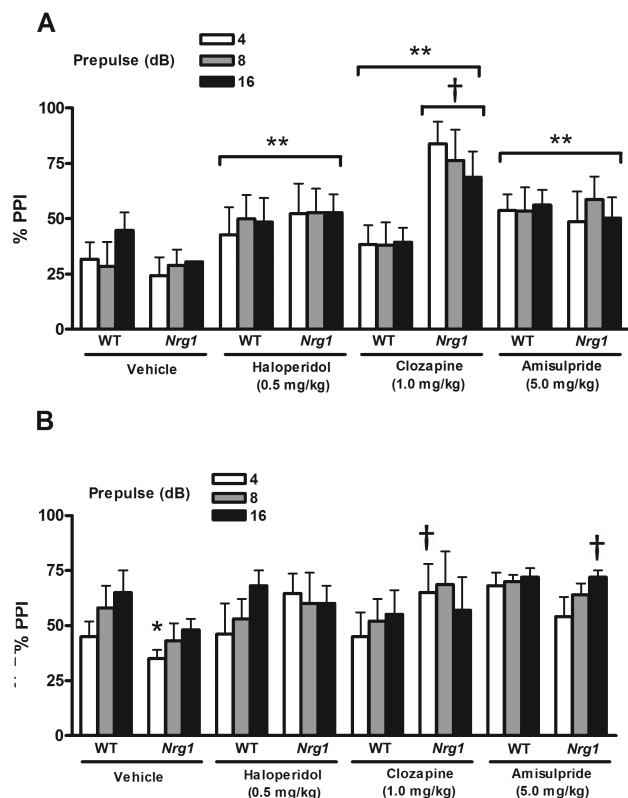 A
Prepulse (dB)
4
8
16
**
**
†
**
100
75
50
25
0
% PPI
WT Nrg1 WT Nrg1 WT Nrg1 WT Nrg1
Vehicle Haloperidol Clozapine Amisulpride
(0.5 mg/kg) (1.0 mg/kg) (5.0 mg/kg)
B
Prepulse (dB)
4
8
16
†
†
*
100
75
50
25
0
% PPI
WT Nrg1 WT Nrg1 WT Nrg1 WT Nrg1
Vehicle Haloperidol Clozapine Amisulpride
(0.5 mg/kg) (1.0 mg/kg) (5.0 mg/kg)